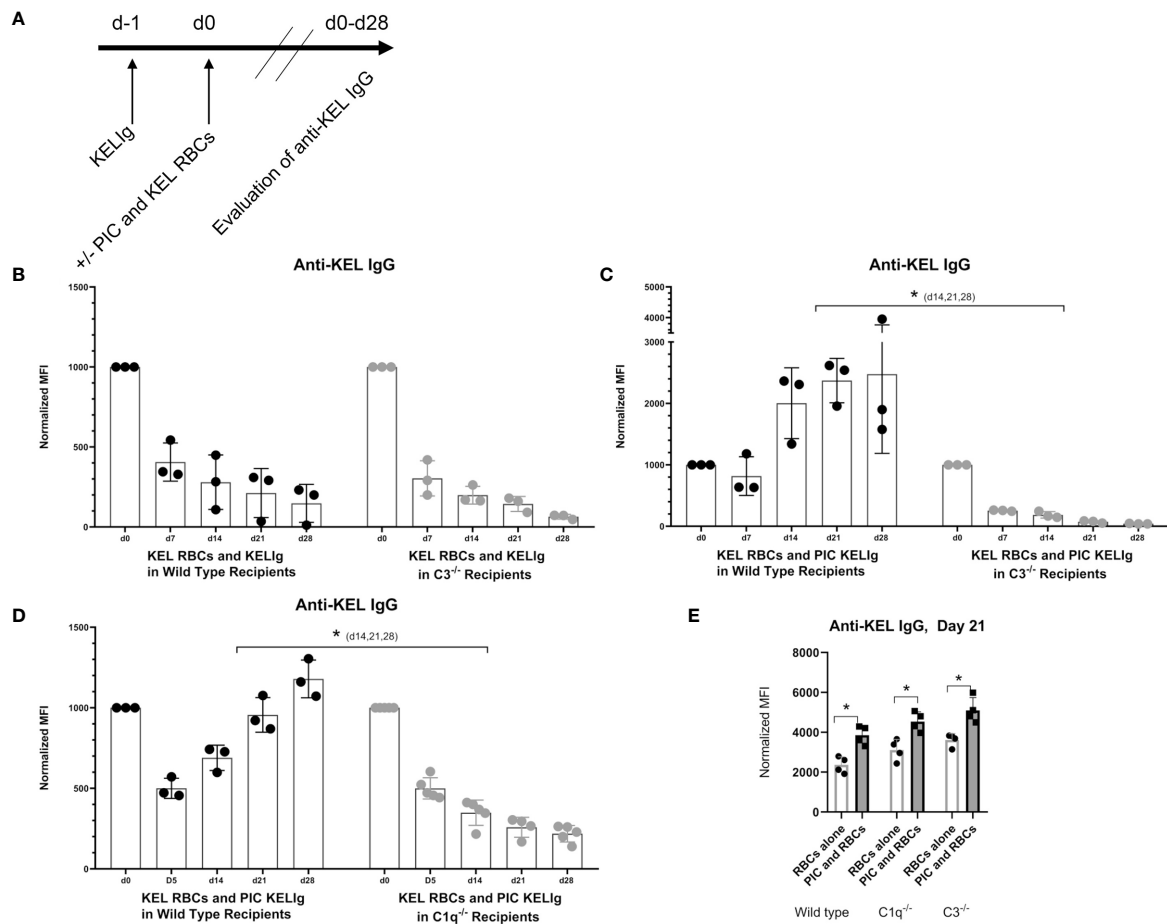 A
d-1 d0 d0-d28
KELIg
+/- PIC and KEL RBCs
Evaluation of anti-KEL IgG
B
Anti-KEL IgG
Normalized MFI
1500
1000
500
0
d0 d7 d14 d21 d28 d0 d7 d14 d21 d28
KEL RBCs and KELIg
in Wild Type Recipients
KEL RBCs and KELIg
in C3-/- Recipients
C
Anti-KEL IgG
* (d14,21,28)
Normalized MFI
5000
4000
3000
2000
1000
0
d0 d7 d14 d21 d28 d0 d7 d14 d21 d28
KEL RBCs and PIC KELIg
in Wild Type Recipients
KEL RBCs and PIC KELIg
in C3-/- Recipients
D
Anti-KEL IgG
* (d14,21,28)
Normalized MFI
1500
1000
500
0
d0 D5 d14 d21 d28 d0 D5 d14 d21 d28
KEL RBCs and PIC KELIg
in Wild Type Recipients
KEL RBCs and PIC KELIg
in C1q-/- Recipients
E
Anti-KEL IgG, Day 21
Normalized MFI
8000
6000
4000
2000
0
* * *
RBCs alone
PIC and RBCs
RBCs alone
PIC and RBCs
RBCs alone
PIC and RBCs
Wild type C1q-/- C3-/-